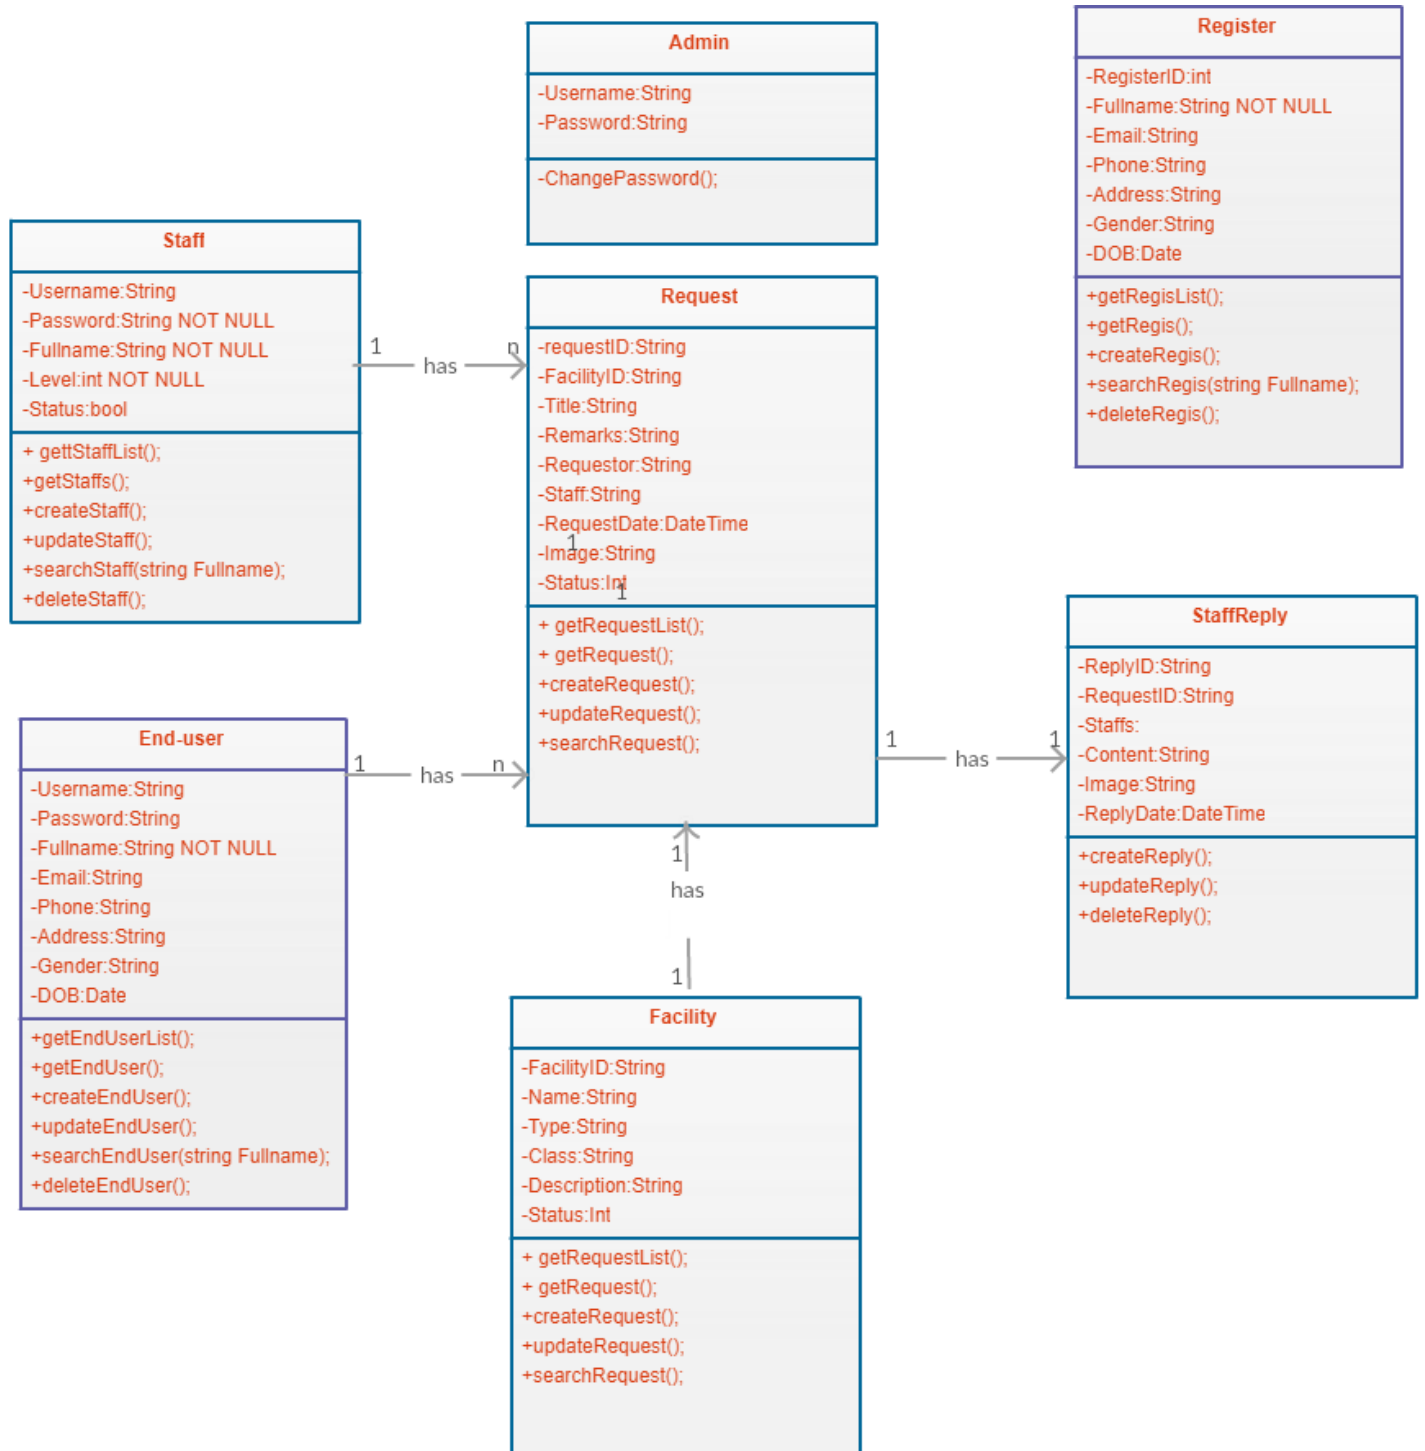 Admin
-Username:String
-Password:String
-ChangePassword();
Register
-RegisterID:int
-Fullname:String NOT NULL
-Email:String
-Phone:String
-Address:String
-Gender:String
-DOB:Date
+getRegisList();
+getRegis();
+createRegis();
+searchRegis(string Fullname);
+deleteRegis();
Staff
-Username:String
-Password:String NOT NULL
-Fullname:String NOT NULL
-Level:int NOT NULL
-Status:bool
+ gettStaffList();
+getStaffs();
+createStaff();
+updateStaff();
+searchStaff(string Fullname);
+deleteStaff();
1 has n
Request
-requestID:String
-FacilityID:String
-Title:String
-Remarks:String
-Requestor:String
-Staff:String
-RequestDate:DateTime
1
-Image:String
-Status:Int
1
+ getRequestList();
+ getRequest();
+createRequest();
+updateRequest();
+searchRequest();
StaffReply
-ReplyID:String
-RequestID:String
-Staffs:
-Content:String
-Image:String
-ReplyDate:DateTime
+createReply();
+updateReply();
+deleteReply();
1 has 1
End-user
-Username:String
-Password:String
-Fullname:String NOT NULL
-Email:String
-Phone:String
-Address:String
-Gender:String
-DOB:Date
+getEndUserList();
+getEndUser();
+createEndUser();
+updateEndUser();
+searchEndUser(string Fullname);
+deleteEndUser();
1 has n
1
has
1
Facility
-FacilityID:String
-Name:String
-Type:String
-Class:String
-Description:String
-Status:Int
+ getRequestList();
+ getRequest();
+createRequest();
+updateRequest();
+searchRequest();